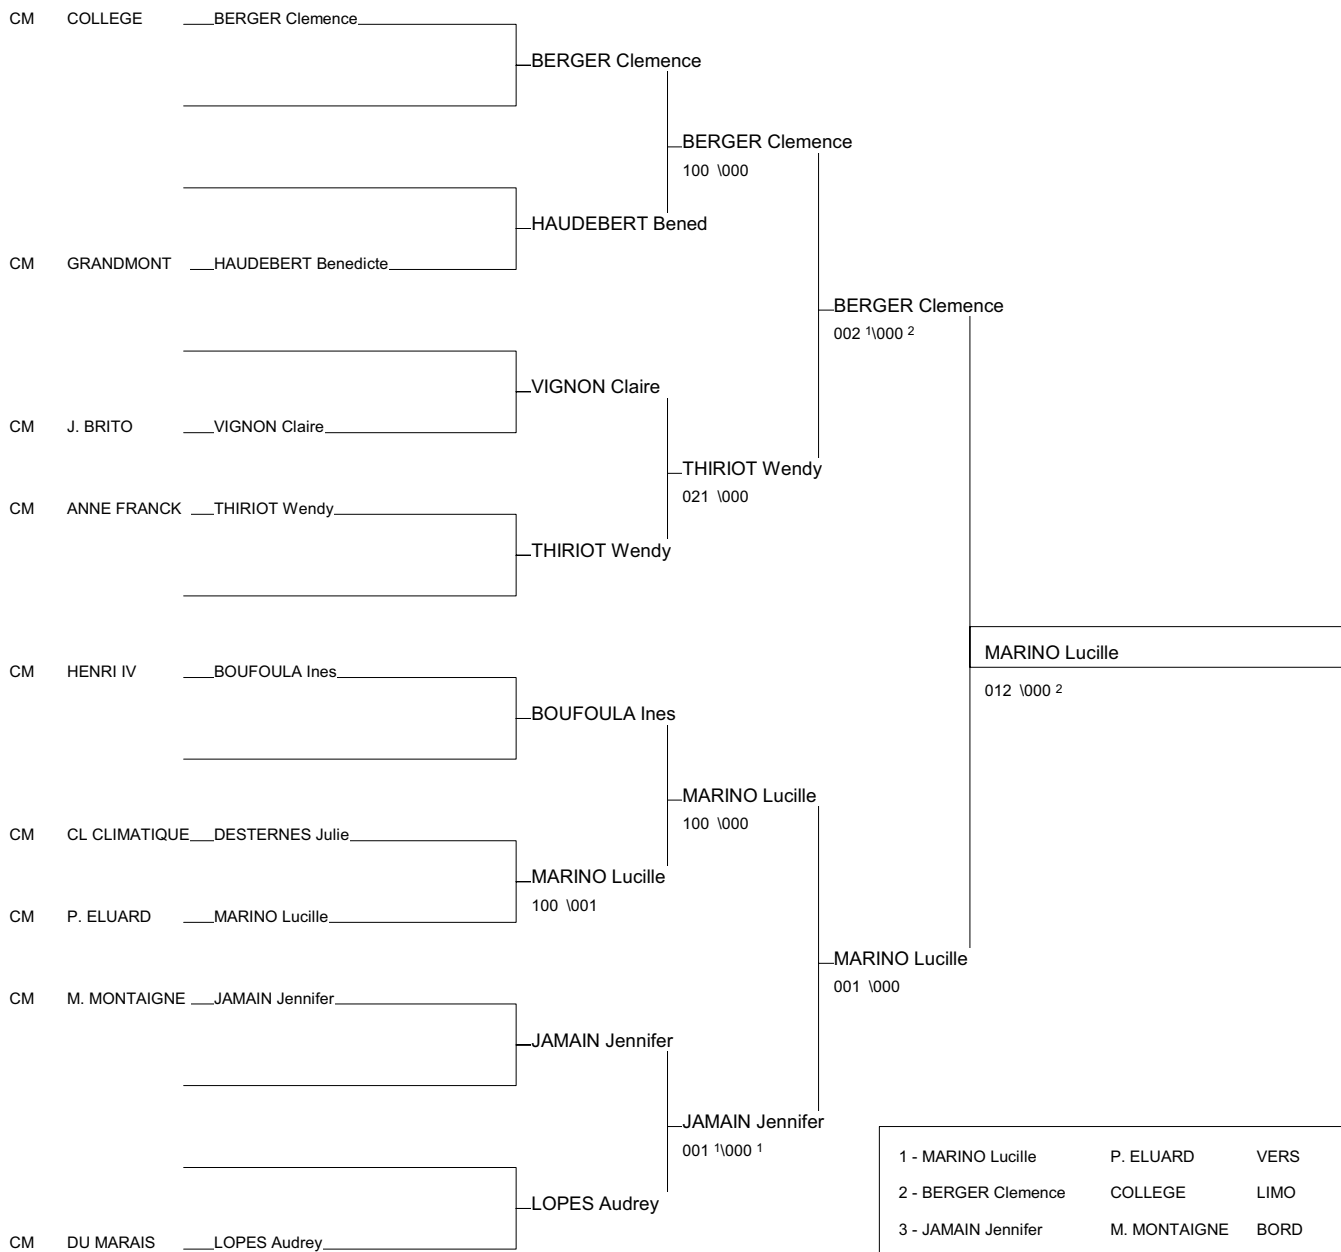 CM COLLEGE BERGER Clemence
BERGER Clemence
BERGER Clemence
100 \000
HAUDEBERT Bened
CM GRANDMONT HAUDEBERT Benedicte
BERGER Clemence
002 1\000 2
VIGNON Claire
CM J. BRITO VIGNON Claire
THIRIOT Wendy
021 \000
CM ANNE FRANCK THIRIOT Wendy
THIRIOT Wendy
MARINO Lucille
012 \000 2
CM HENRI IV BOUFOULA Ines
BOUFOULA Ines
MARINO Lucille
100 \000
CM CL CLIMATIQUE DESTERNES Julie
MARINO Lucille
100 \001
CM P. ELUARD MARINO Lucille
MARINO Lucille
001 \000
CM M. MONTAIGNE JAMAIN Jennifer
JAMAIN Jennifer
JAMAIN Jennifer
001 1\000 1
LOPES Audrey
CM DU MARAIS LOPES Audrey
1 - MARINO Lucille P. ELUARD VERS
2 - BERGER Clemence COLLEGE LIMO
3 - JAMAIN Jennifer M. MONTAIGNE BORD